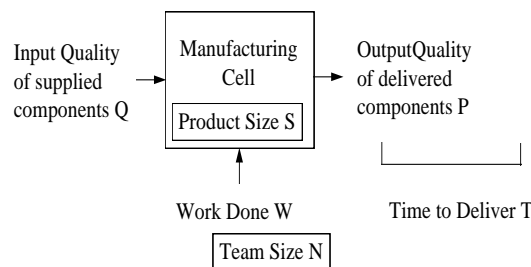 Input Quality
of supplied
components Q
Manufacturing
Cell
Product Size S
OutputQuality
of delivered
components P
Work Done W
Team Size N
Time to Deliver T